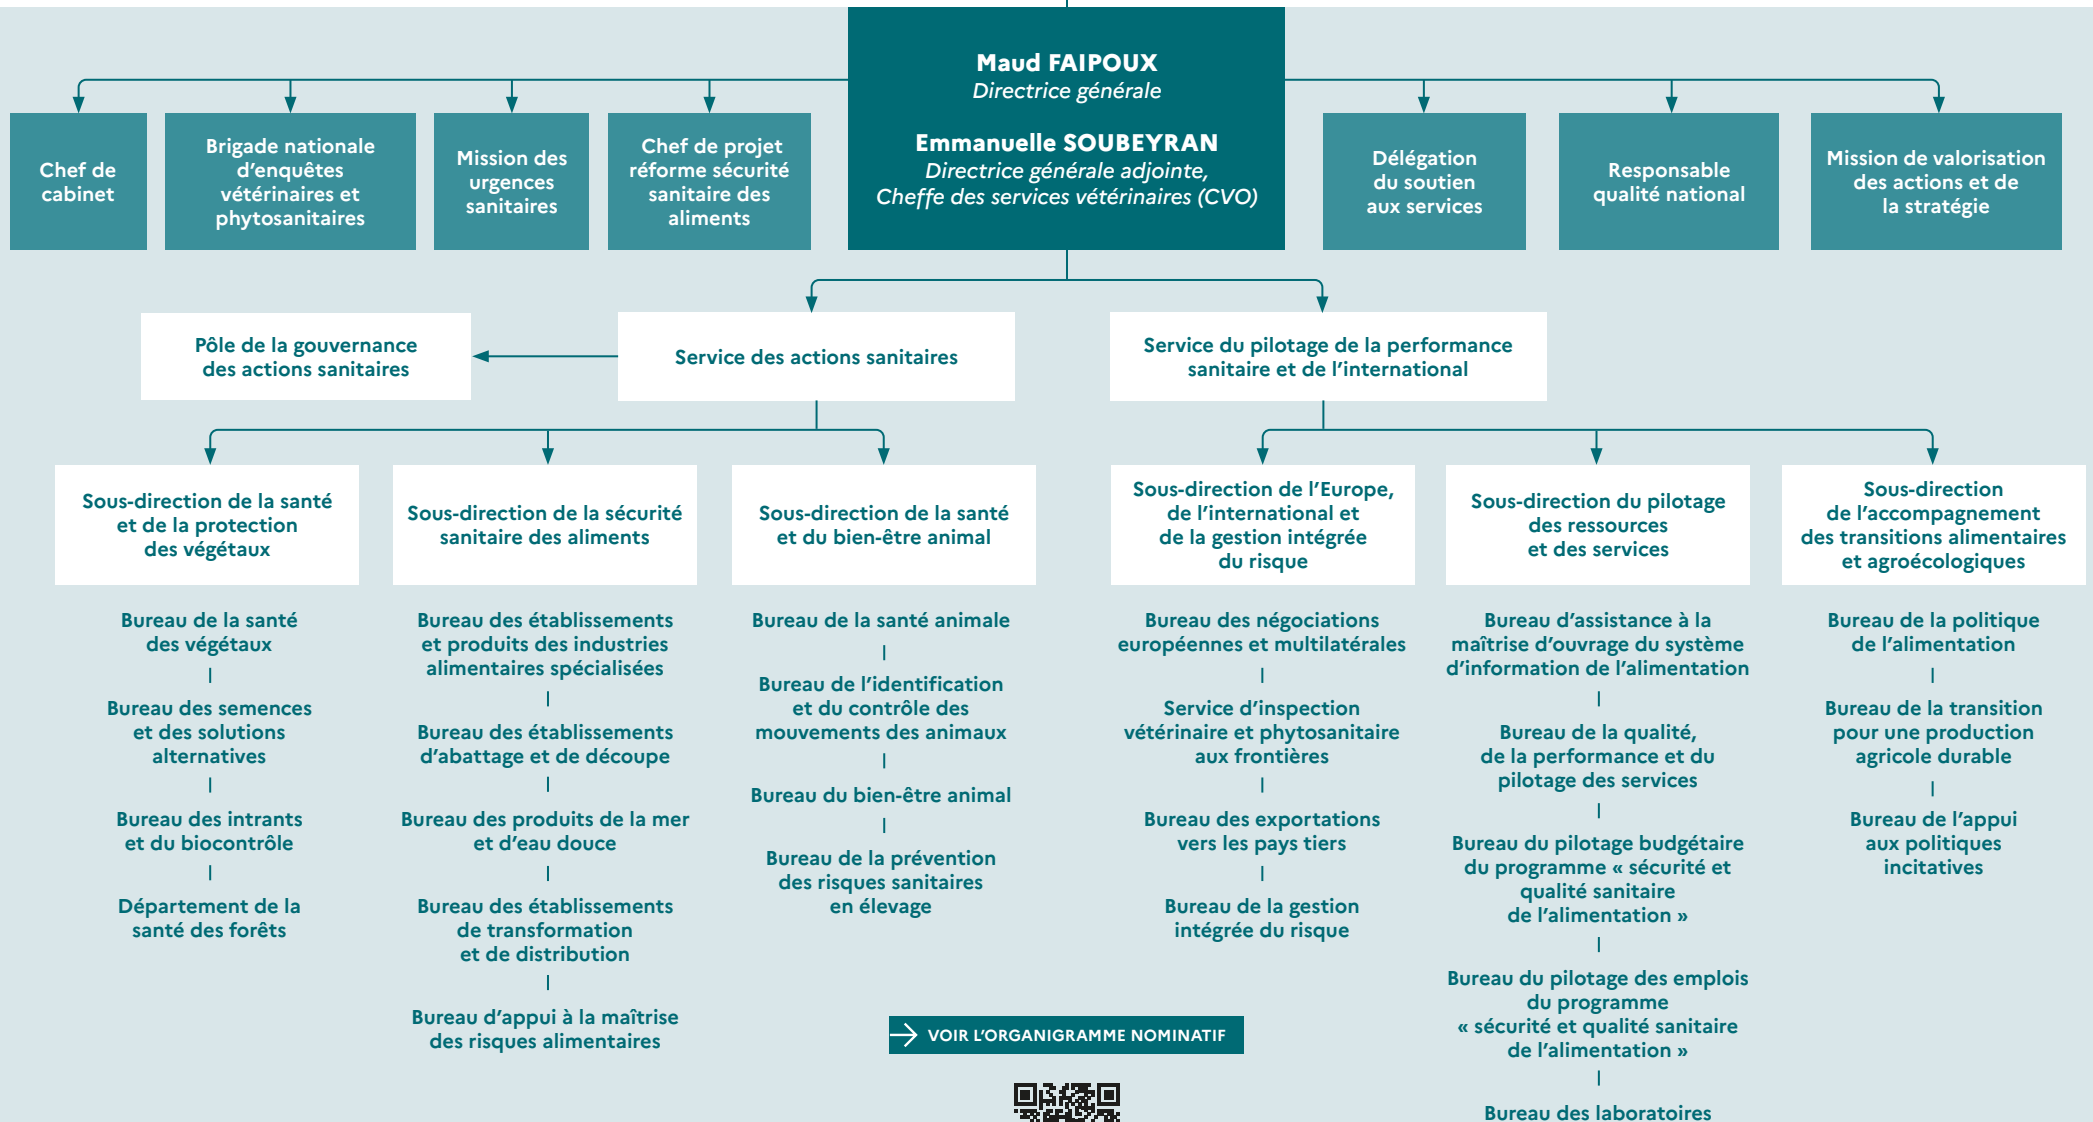 Maud FAIPOUX
Directrice générale
Emmanuelle SOUBEYRAN
Directrice générale adjointe,
Cheffe des services vétérinaires (CVO)
Chef de
cabinet
Brigade nationale
d’enquêtes
vétérinaires et
phytosanitaires
Mission des
urgences
sanitaires
Chef de projet
réforme sécurité
sanitaire des
aliments
Délégation
du soutien
aux services
Responsable
qualité national
Mission de valorisation
des actions et de
la stratégie
Pôle de la gouvernance
des actions sanitaires
Service des actions sanitaires
Service du pilotage de la performance
sanitaire et de l’international
Sous-direction de la santé
et de la protection
des végétaux
Bureau de la santé
des végétaux
Bureau des semences
et des solutions
alternatives
Bureau des intrants
et du biocontrôle
Département de la
santé des forêts
Sous-direction de la sécurité
sanitaire des aliments
Bureau des établissements
et produits des industries
alimentaires spécialisées
Bureau des établissements
d’abattage et de découpe
Bureau des produits de la mer
et d’eau douce
Bureau des établissements
de transformation
et de distribution
Bureau d’appui à la maîtrise
des risques alimentaires
Sous-direction de la santé
et du bien-être animal
Bureau de la santé animale
Bureau de l’identification
et du contrôle des
mouvements des animaux
Bureau du bien-être animal
Bureau de la prévention
des risques sanitaires
en élevage
Sous-direction de l’Europe,
de l’international et
de la gestion intégrée
du risque
Bureau des négociations
européennes et multilatérales
Service d’inspection
vétérinaire et phytosanitaire
aux frontières
Bureau des exportations
vers les pays tiers
Bureau de la gestion
intégrée du risque
Sous-direction du pilotage
des ressources
et des services
Bureau d’assistance à la
maîtrise d’ouvrage du système
d’information de l’alimentation
Bureau de la qualité,
de la performance et du
pilotage des services
Bureau du pilotage budgétaire
du programme « sécurité et
qualité sanitaire
de l’alimentation »
Bureau du pilotage des emplois
du programme
« sécurité et qualité sanitaire
de l’alimentation »
Bureau des laboratoires
Sous-direction
de l’accompagnement
des transitions alimentaires
et agroécologiques
Bureau de la politique
de l’alimentation
Bureau de la transition
pour une production
agricole durable
Bureau de l’appui
aux politiques
incitatives
VOIR L’ORGANIGRAMME NOMINATIF